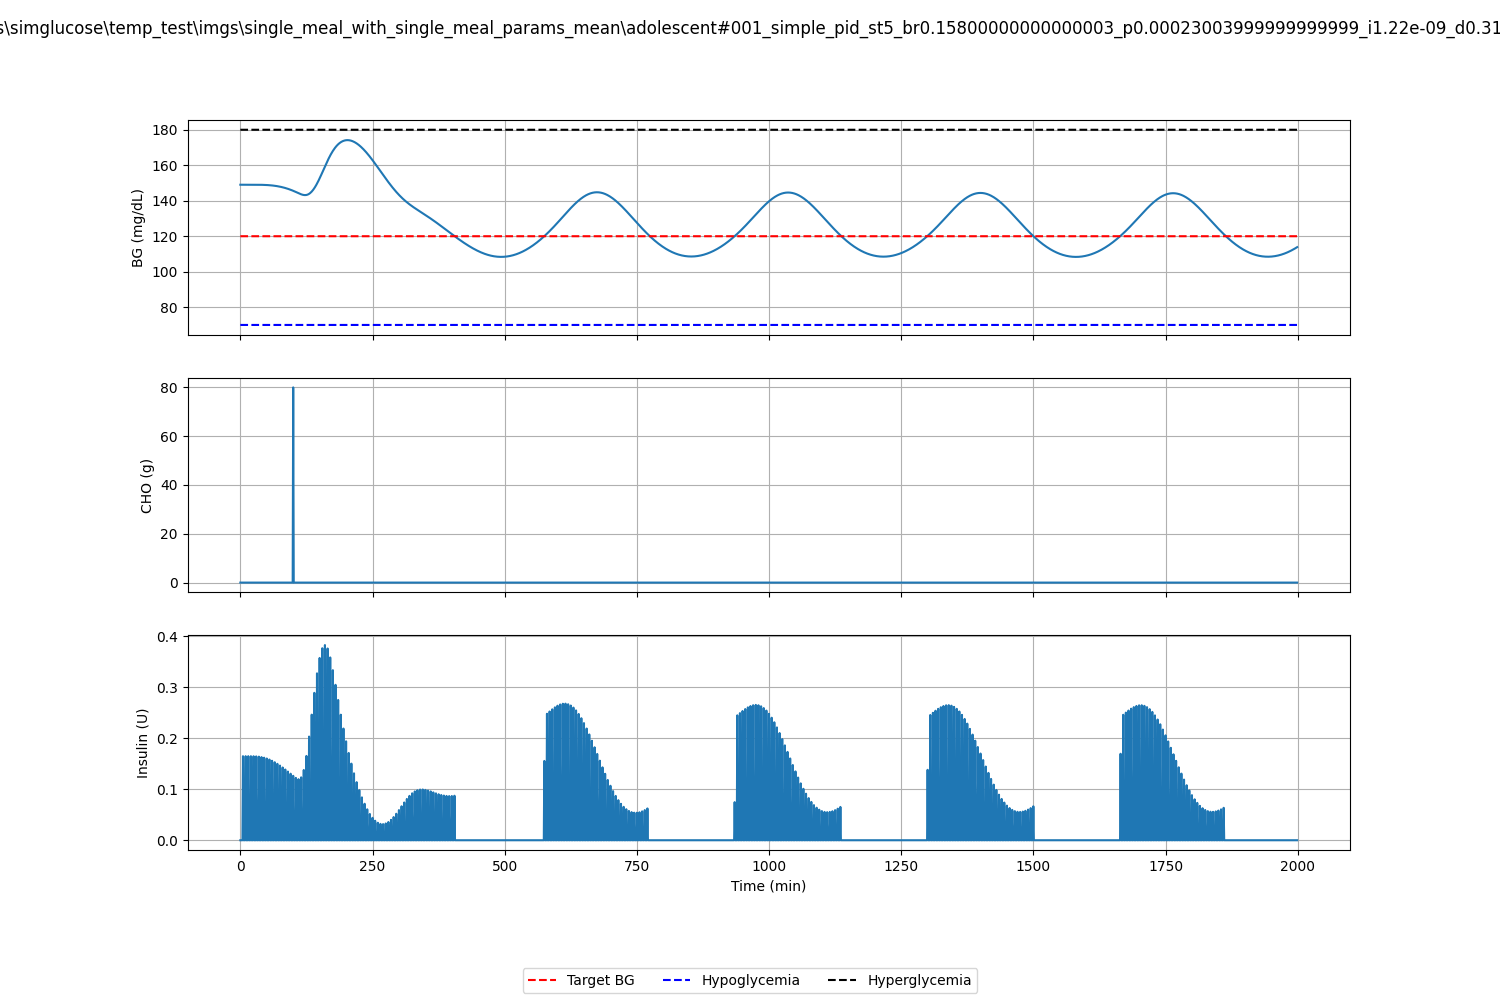 s\simglucose\temp_test\imgs\single_meal_with_single_meal_params_mean\adolescent#001_simple_pid_st5_br0.15800000000000003_p0.00023003999999999999_i1.22e-09_d0.31
180
160
140
120
100
80
BG (mg/dL)
80
60
40
20
0
CHO (g)
0.4
0.3
0.2
0.1
0.0
Insulin (U)
0 250 500 750 1000 1250 1500 1750 2000
Time (min)
Target BG Hypoglycemia Hyperglycemia